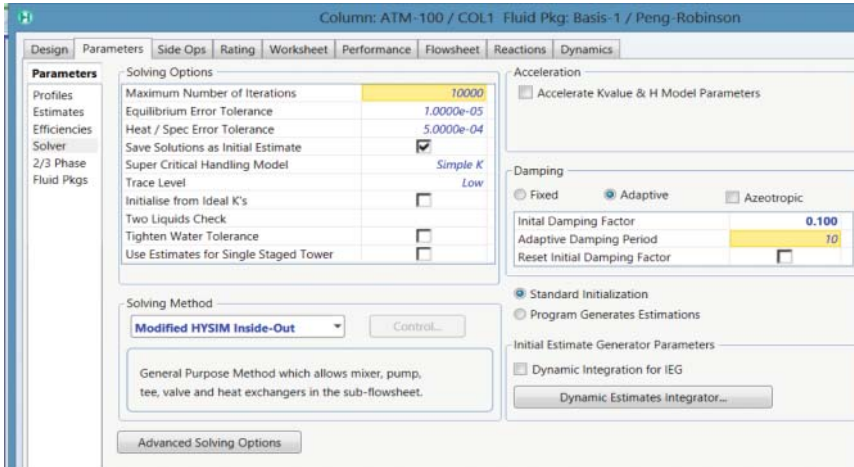 Column: ATM-100 / COL1 Fluid Pkg: Basis-1 / Peng-Robinson
Design Parameters Side Ops Rating Worksheet Performance Flowsheet Reactions Dynamics
Parameters
Profiles
Estimates
Efficiencies
Solver
2/3 Phase
Fluid Pkgs
Solving Options
Maximum Number of Iterations 10000
Equilibrium Error Tolerance 1.0000e-05
Heat / Spec Error Tolerance 5.0000e-04
Save Solutions as Initial Estimate
Super Critical Handling Model Simple K
Trace Level Low
Initialise from Ideal K's
Two Liquids Check
Tighten Water Tolerance
Use Estimates for Single Staged Tower
Solving Method
Modified HYSIM Inside-Out Control...
General Purpose Method which allows mixer, pump,
tee, valve and heat exchangers in the sub-flowsheet.
Advanced Solving Options
Acceleration
Accelerate Kvalue & H Model Parameters
Damping
Fixed Adaptive Azeotropic
Inital Damping Factor 0.100
Adaptive Damping Period 10
Reset Initial Damping Factor
Standard Initialization
Program Generates Estimations
Initial Estimate Generator Parameters
Dynamic Integration for IEG
Dynamic Estimates Integrator...